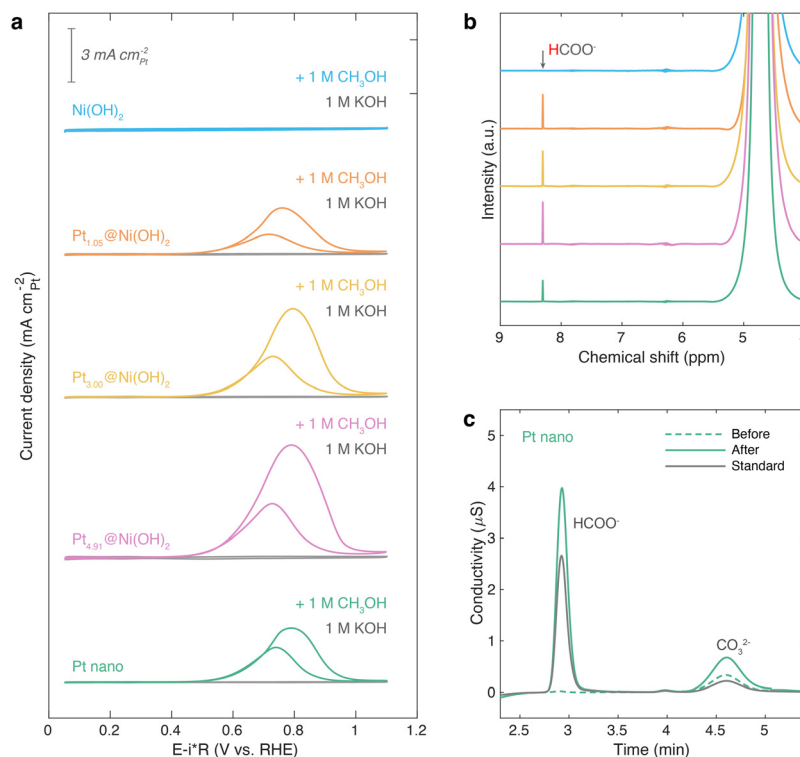 a
3 mA cm⁻²Pt
+ 1 M CH₃OH
1 M KOH
Ni(OH)₂
+ 1 M CH₃OH
1 M KOH
Pt₁.₀₅@Ni(OH)₂
+ 1 M CH₃OH
1 M KOH
Pt₃.₀₀@Ni(OH)₂
+ 1 M CH₃OH
1 M KOH
Pt₄.₉₁@Ni(OH)₂
+ 1 M CH₃OH
1 M KOH
Pt nano
Current density (mA cm⁻²Pt)
0 0.2 0.4 0.6 0.8 1 1.2
E-i*R (V vs. RHE)
b
HCOO⁻
Intensity (a.u.)
9 8 7 6 5
Chemical shift (ppm)
c
Pt nano
Before
After
Standard
HCOO⁻
CO₃²⁻
Conductivity (μS)
5
4
3
2
1
0
2.5 3 3.5 4 4.5 5
Time (min)